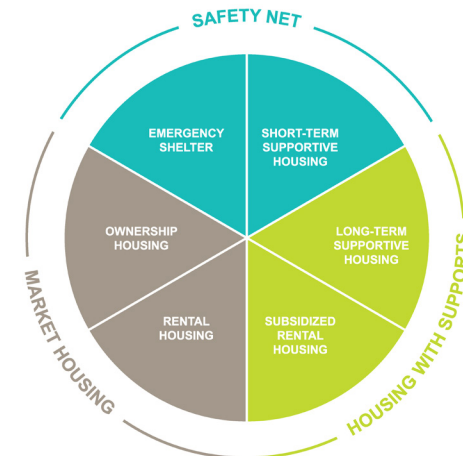 SAFETY NET
EMERGENCY
SHELTER
SHORT-TERM
SUPPORTIVE
HOUSING
OWNERSHIP
HOUSING
LONG-TERM
SUPPORTIVE
HOUSING
RENTAL
HOUSING
SUBSIDIZED
RENTAL
HOUSING
MARKET HOUSING
HOUSING WITH SUPPORTS